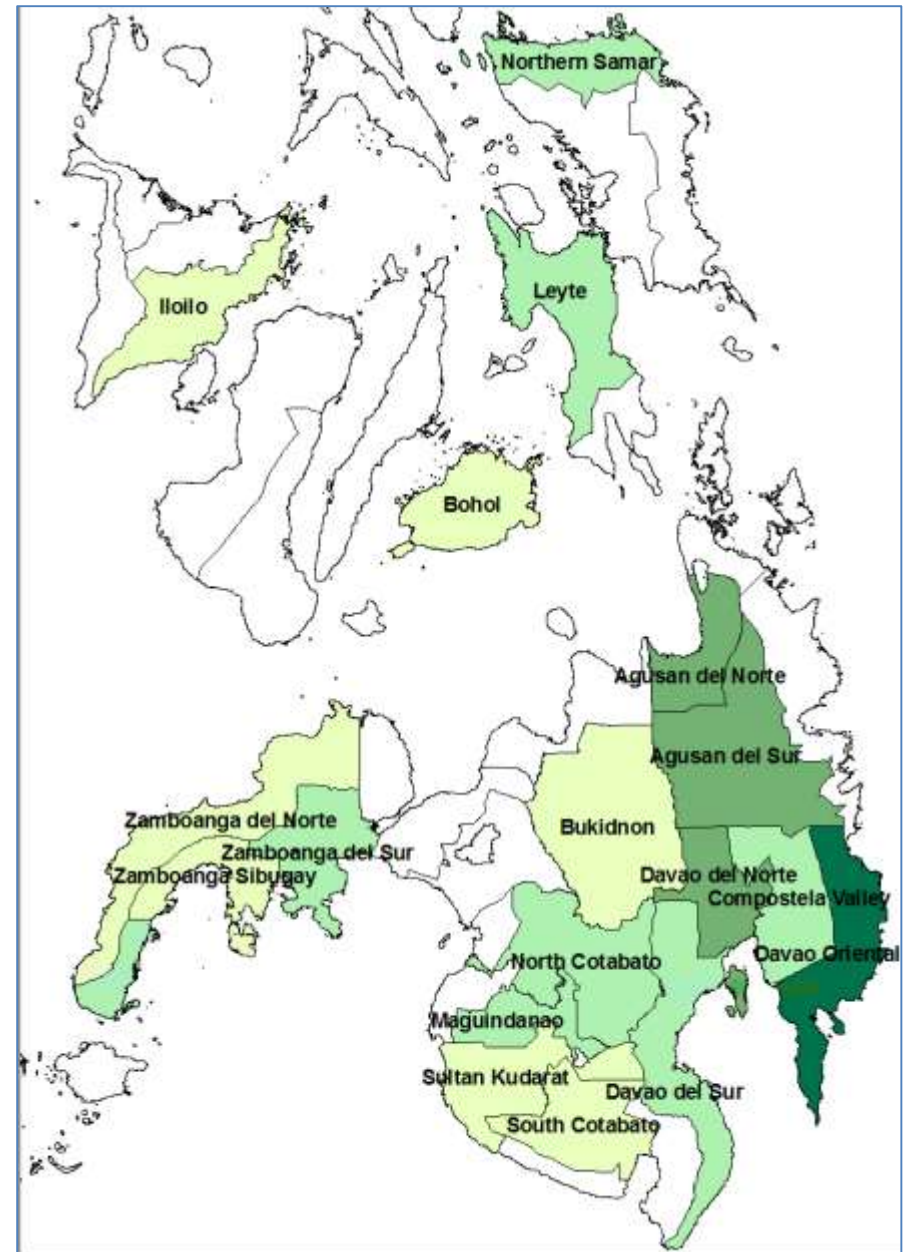 Northern Samar
Leyte
Iloilo
Bohol
Agusan del Norte
Agusan del Sur
Zamboanga del Norte
Bukidnon
Zamboanga del Sur
Zamboanga Sibugay
Davao del Norte
Compostela Valley
Davao Oriental
North Cotabato
Maguindanao
Sultan Kudarat
Davao del Sur
South Cotabato